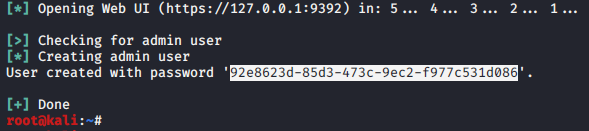 [*] Opening Web UI (https://127.0.0.1:9392) in: 5... 4... 3... 2... 1...
[>] Checking for admin user
[*] Creating admin user
User created with password '92e8623d-85d3-473c-9ec2-f977c531d086'.
[+] Done
root@kali:~#